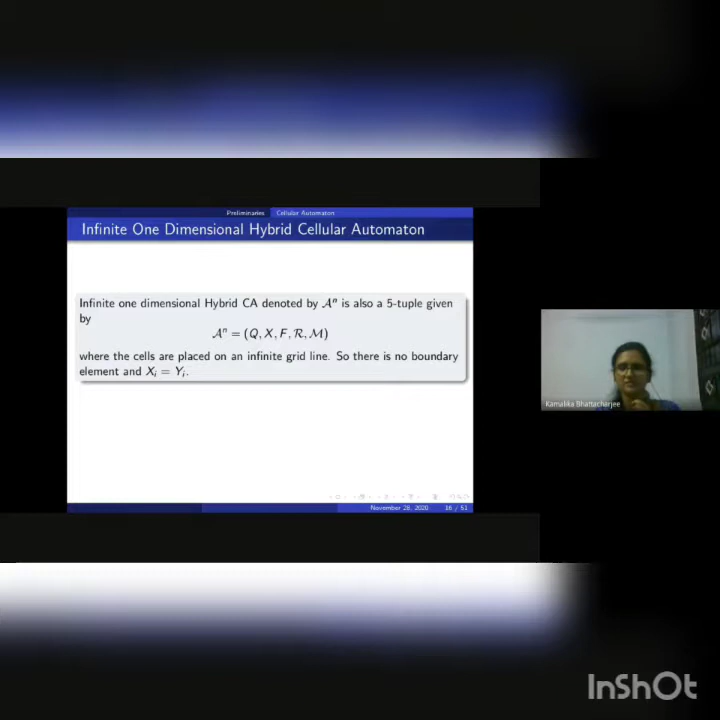 Preliminaries Cellular Automaton
Infinite One Dimensional Hybrid Cellular Automaton
Infinite one dimensional Hybrid CA denoted by 𝒜ⁿ is also a 5-tuple given
by
𝒜ⁿ = (Q, X, F, ℛ, ℳ)
where the cells are placed on an infinite grid line. So there is no boundary
element and Xᵢ = Yᵢ.
Kamalika Bhattacharjee
November 28, 2020 16 / 51
InShOt